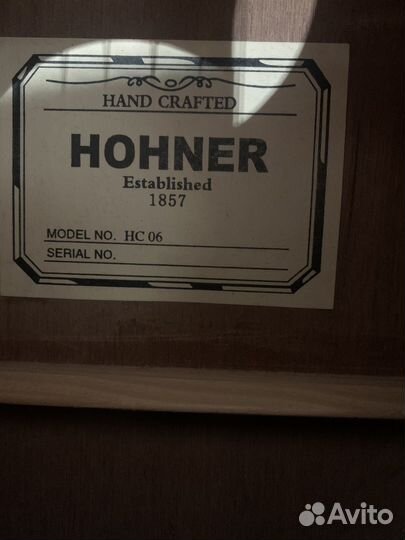 HAND CRAFTED
HOHNER
Established
1857
MODEL NO. HC 06
SERIAL NO.
Avito